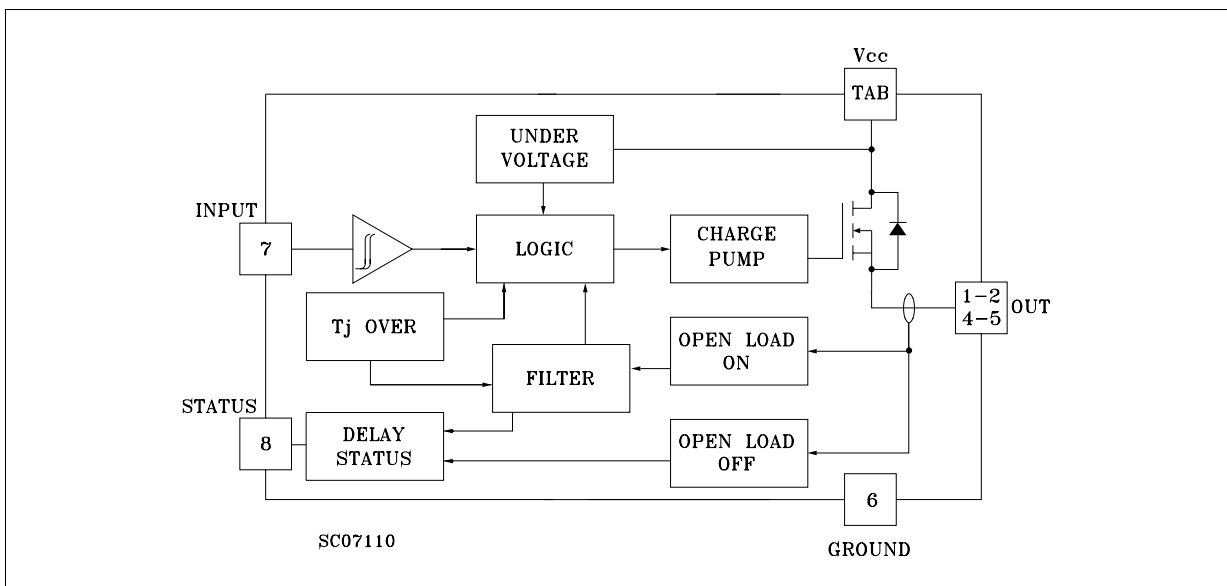 Vcc
TAB
UNDER
VOLTAGE
INPUT
7
LOGIC
CHARGE
PUMP
1-2
4-5
OUT
Tj OVER
OPEN LOAD
ON
FILTER
STATUS
8
DELAY
STATUS
OPEN LOAD
OFF
6
GROUND
SC07110